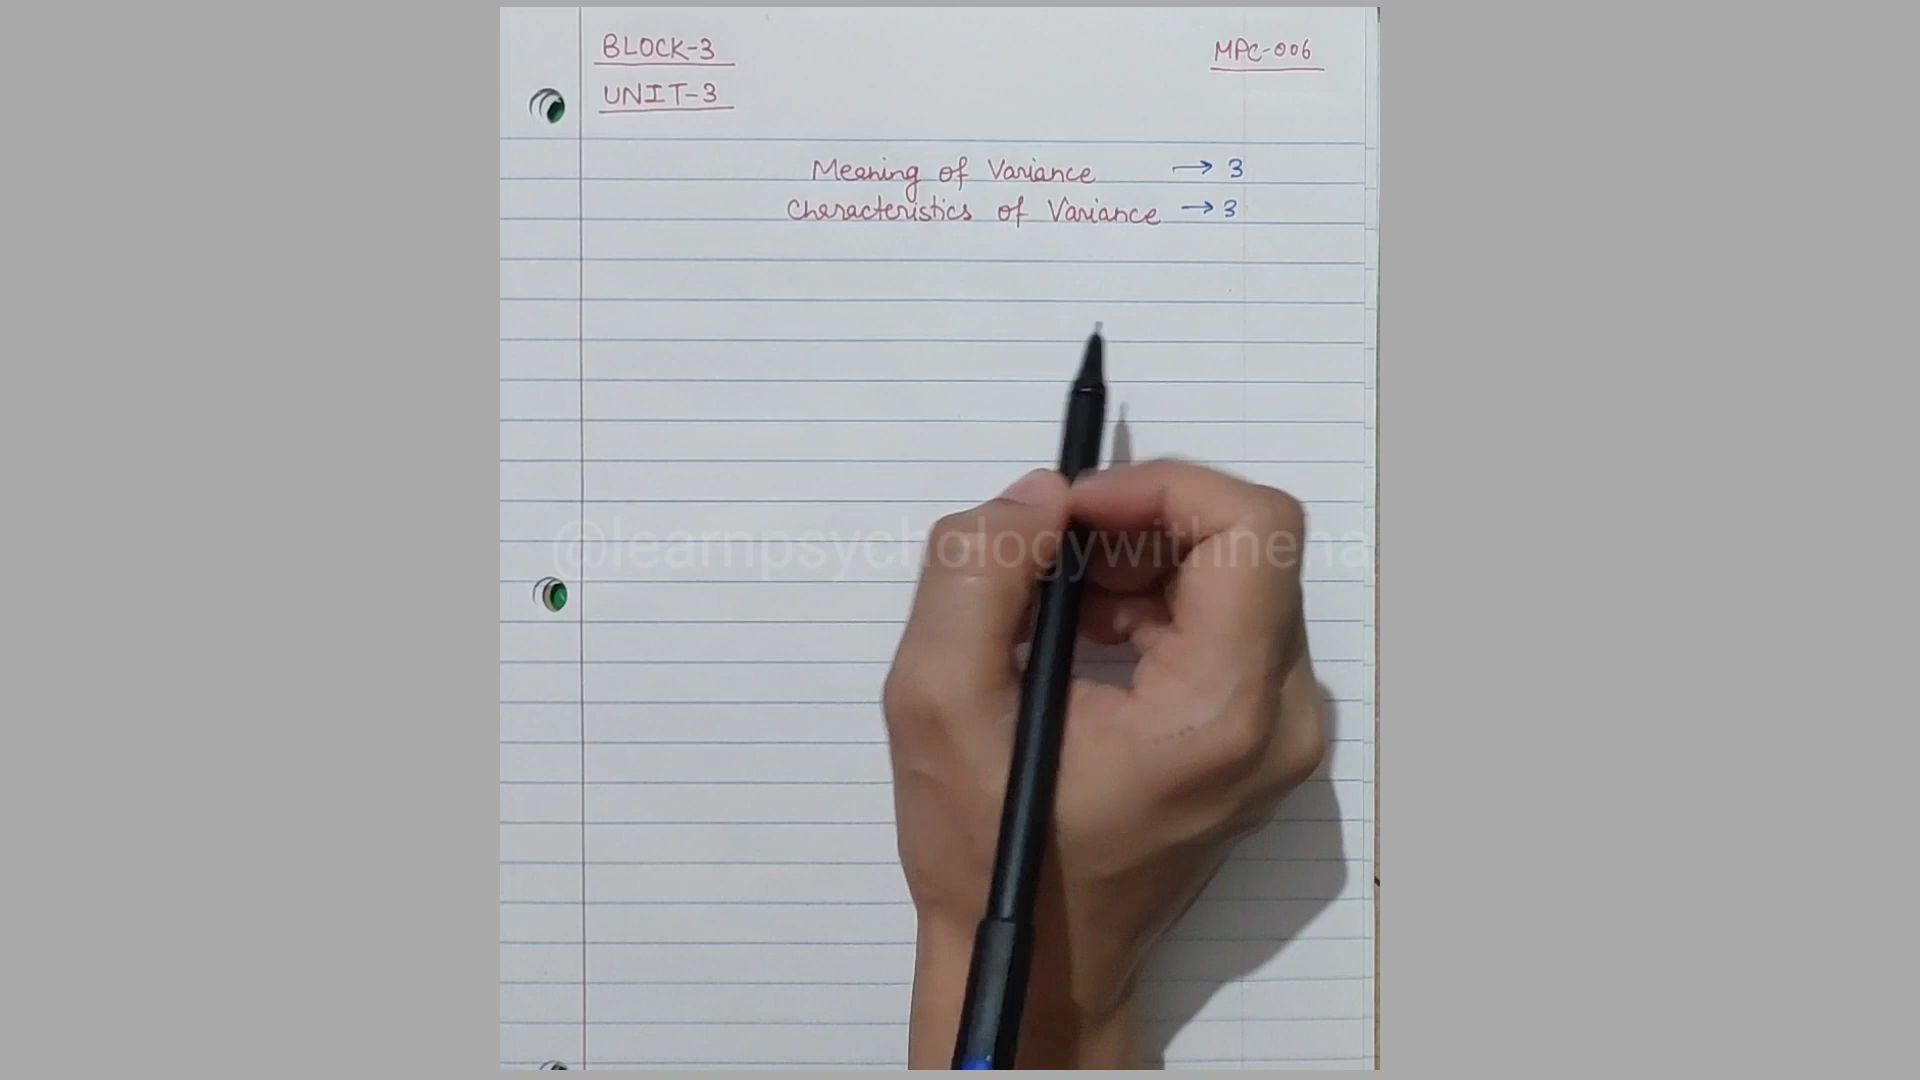 BLOCK-3
MPC-006
UNIT-3
Meaning of Variance → 3
Characteristics of Variance → 3
@learnpsychologywithneha